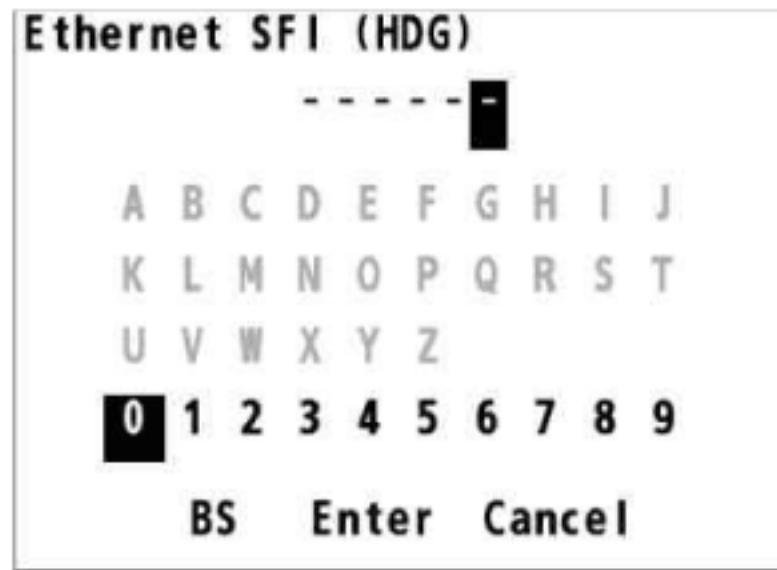 Ethernet SFI (HDG)
------
A B C D E F G H I J
K L M N O P Q R S T
U V W X Y Z
0 1 2 3 4 5 6 7 8 9
BS Enter Cancel